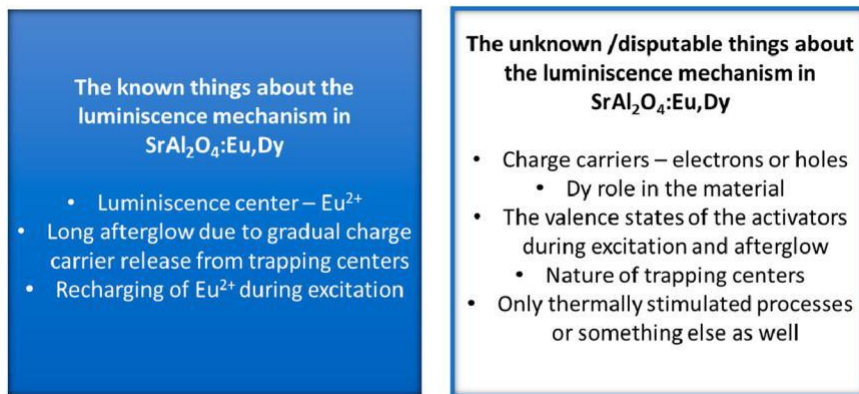 The known things about the
luminiscence mechanism in
SrAl₂O₄:Eu,Dy
• Luminiscence center – Eu²⁺
• Long afterglow due to gradual charge
carrier release from trapping centers
• Recharging of Eu²⁺ during excitation
The unknown /disputable things about
the luminiscence mechanism in
SrAl₂O₄:Eu,Dy
• Charge carriers – electrons or holes
• Dy role in the material
• The valence states of the activators
during excitation and afterglow
• Nature of trapping centers
• Only thermally stimulated processes
or something else as well